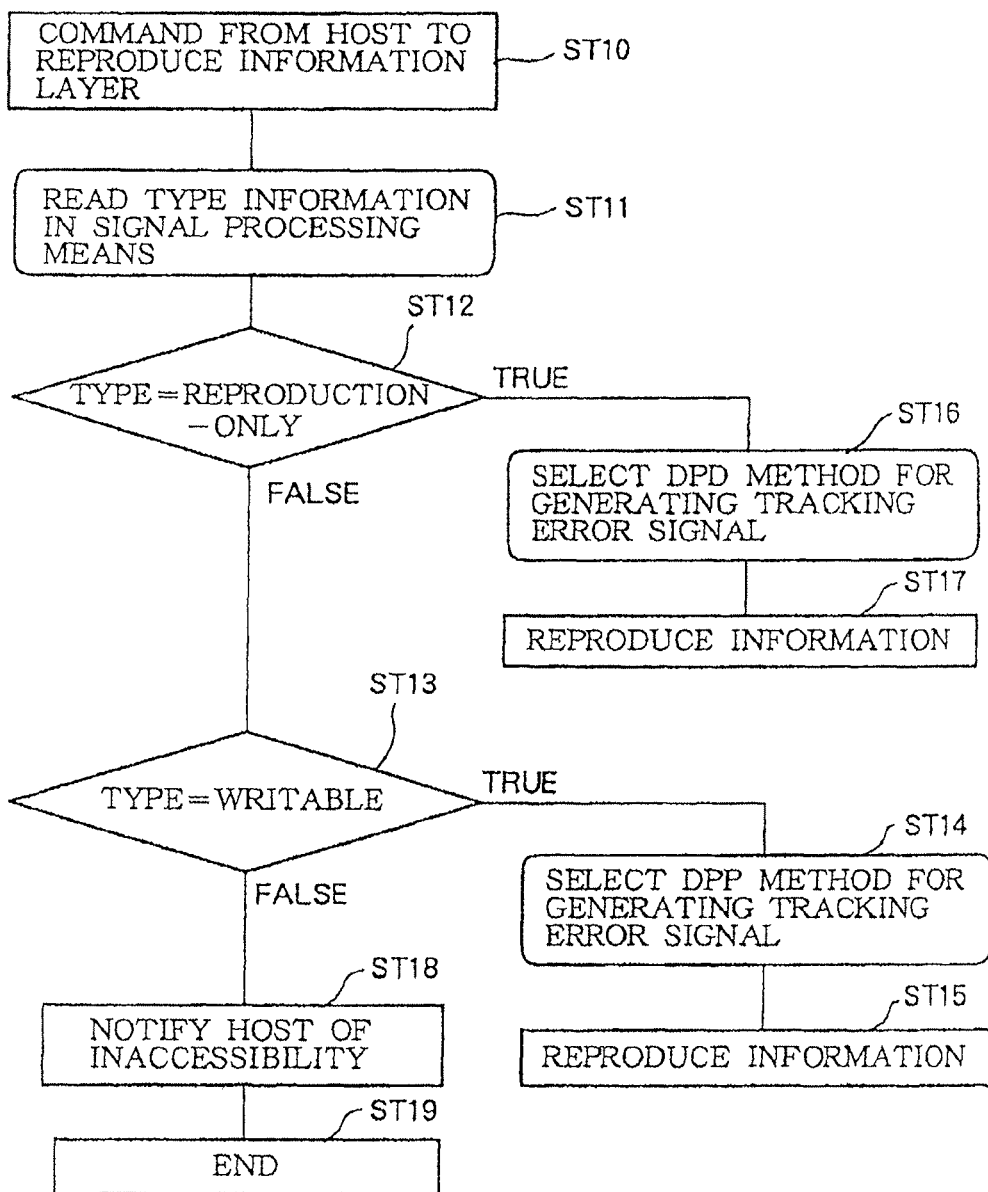 COMMAND FROM HOST TO
REPRODUCE INFORMATION
LAYER
ST10
READ TYPE INFORMATION
IN SIGNAL PROCESSING
MEANS
ST11
ST12
TYPE=REPRODUCTION
-ONLY
TRUE
FALSE
ST16
SELECT DPD METHOD FOR
GENERATING TRACKING
ERROR SIGNAL
ST17
REPRODUCE INFORMATION
ST13
TYPE=WRITABLE
TRUE
FALSE
ST14
SELECT DPP METHOD FOR
GENERATING TRACKING
ERROR SIGNAL
ST15
REPRODUCE INFORMATION
ST18
NOTIFY HOST OF
INACCESSIBILITY
ST19
END